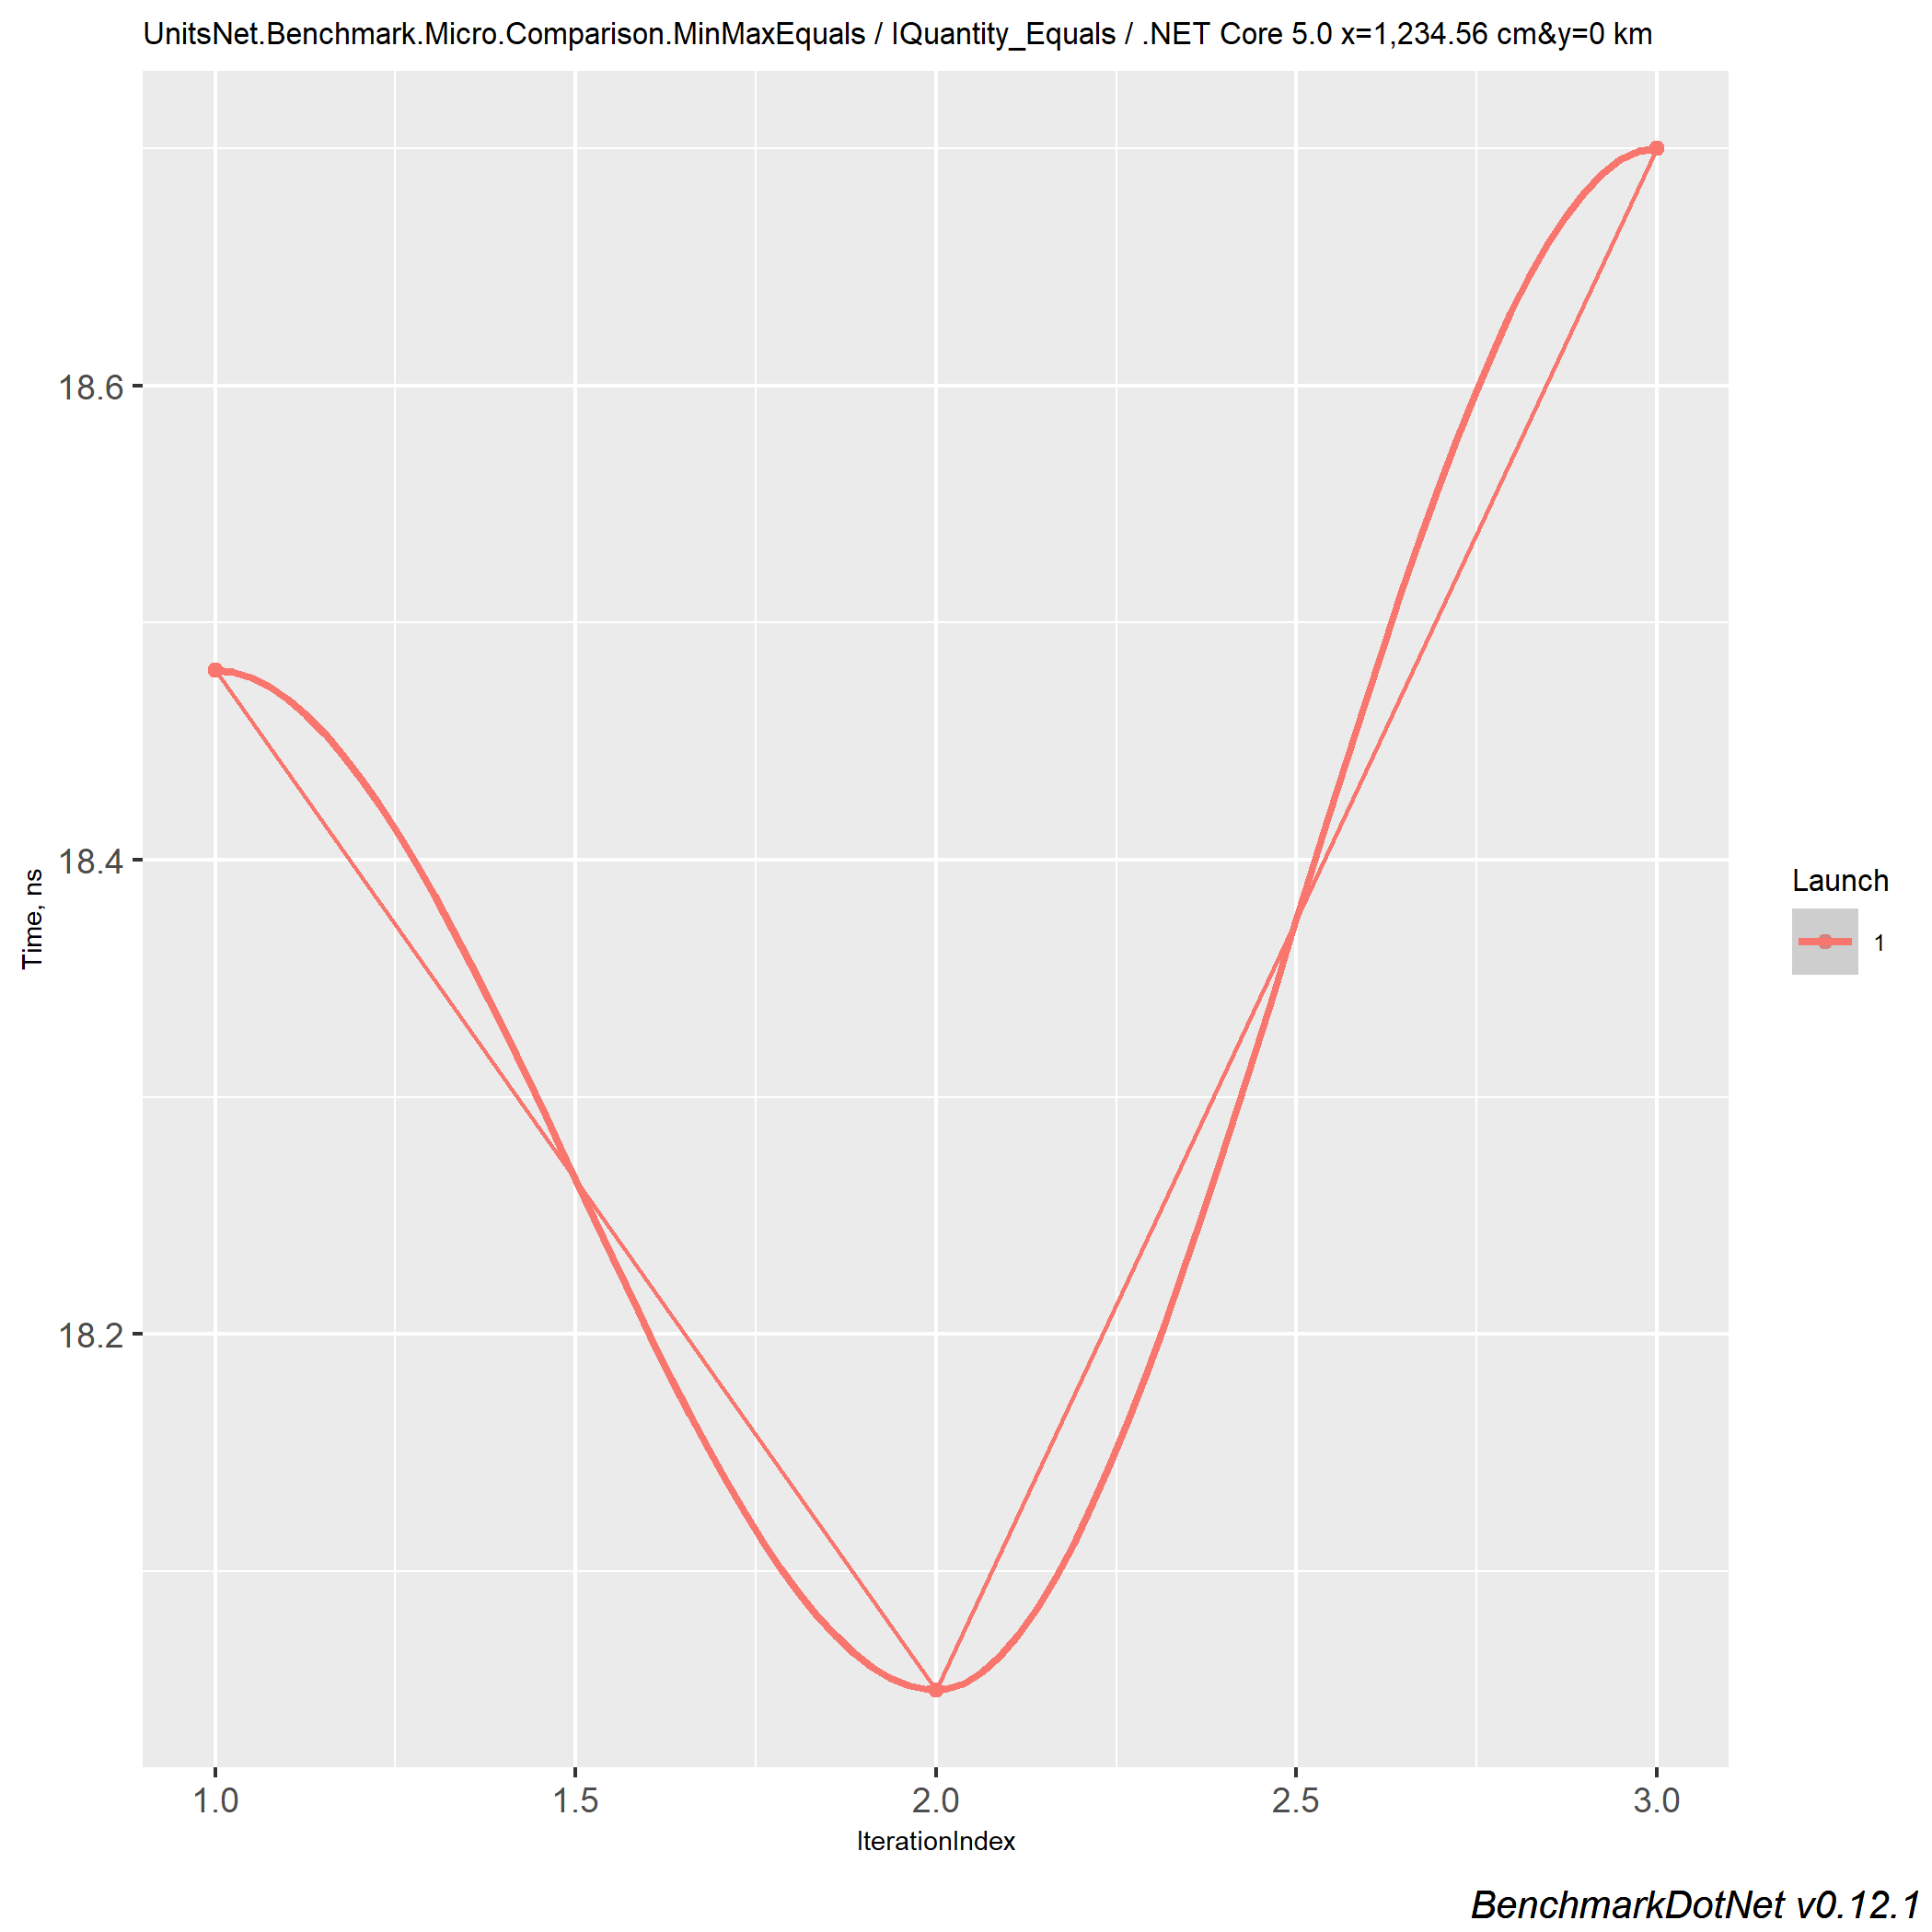 UnitsNet.Benchmark.Micro.Comparison.MinMaxEquals / IQuantity_Equals / .NET Core 5.0 x=1,234.56 cm&y=0 km
18.6
18.4
18.2
Time, ns
1.0 1.5 2.0 2.5 3.0
IterationIndex
Launch
1
BenchmarkDotNet v0.12.1